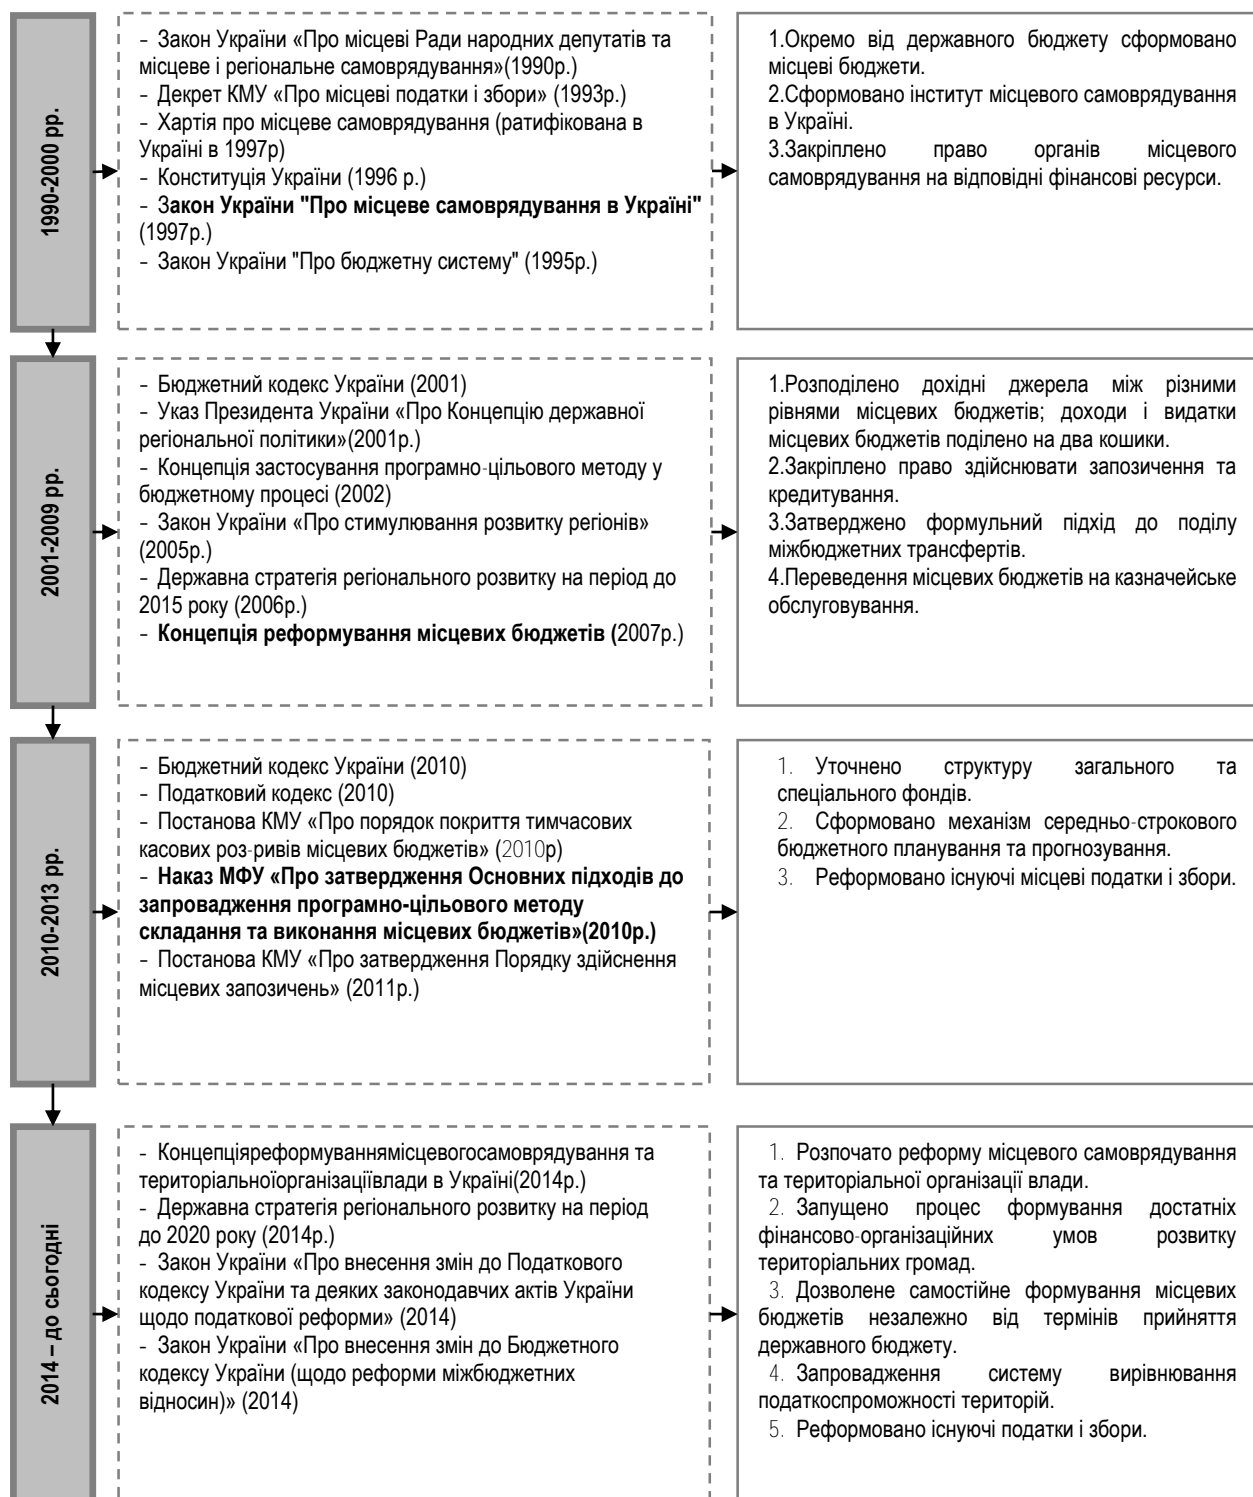 1990-2000 рр.
- Закон України «Про місцеві Ради народних депутатів та
місцеве і регіональне самоврядування»(1990р.)
- Декрет КМУ «Про місцеві податки і збори» (1993р.)
- Хартія про місцеве самоврядування (ратифікована в
Україні в 1997р)
- Конституція України (1996 р.)
- Закон України "Про місцеве самоврядування в Україні"
(1997р.)
- Закон України "Про бюджетну систему" (1995р.)
1.Окремо від державного бюджету сформовано
місцеві бюджети.
2.Сформовано інститут місцевого самоврядування
в Україні.
3.Закріплено право органів місцевого
самоврядування на відповідні фінансові ресурси.
2001-2009 рр.
- Бюджетний кодекс України (2001)
- Указ Президента України «Про Концепцію державної
регіональної політики»(2001р.)
- Концепція застосування програмно-цільового методу у
бюджетному процесі (2002)
- Закон України «Про стимулювання розвитку регіонів»
(2005р.)
- Державна стратегія регіонального розвитку на період до
2015 року (2006р.)
- Концепція реформування місцевих бюджетів (2007р.)
1.Розподілено дохідні джерела між різними
рівнями місцевих бюджетів; доходи і видатки
місцевих бюджетів поділено на два кошики.
2.Закріплено право здійснювати запозичення та
кредитування.
3.Затверджено формульний підхід до поділу
міжбюджетних трансфертів.
4.Переведення місцевих бюджетів на казначейське
обслуговування.
2010-2013 рр.
- Бюджетний кодекс України (2010)
- Податковий кодекс (2010)
- Постанова КМУ «Про порядок покриття тимчасових
касових роз-ривів місцевих бюджетів» (2010р)
- Наказ МФУ «Про затвердження Основних підходів до
запровадження програмно-цільового методу
складання та виконання місцевих бюджетів»(2010р.)
- Постанова КМУ «Про затвердження Порядку здійснення
місцевих запозичень» (2011р.)
1. Уточнено структуру загального та
спеціального фондів.
2. Сформовано механізм середньо-строкового
бюджетного планування та прогнозування.
3. Реформовано існуючі місцеві податки і збори.
2014 – до сьогодні
- Концепціяреформуваннямісцевогосамоврядування та
територіальноїорганізаціївлади в Україні(2014р.)
- Державна стратегія регіонального розвитку на період
до 2020 року (2014р.)
- Закон України «Про внесення змін до Податкового
кодексу України та деяких законодавчих актів України
щодо податкової реформи» (2014)
- Закон України «Про внесення змін до Бюджетного
кодексу України (щодо реформи міжбюджетних
відносин)» (2014)
1. Розпочато реформу місцевого самоврядування
та територіальної організації влади.
2. Запущено процес формування достатніх
фінансово-організаційних умов розвитку
територіальних громад.
3. Дозволене самостійне формування місцевих
бюджетів незалежно від термінів прийняття
державного бюджету.
4. Запровадження систему вирівнювання
податкоспроможності територій.
5. Реформовано існуючі податки і збори.